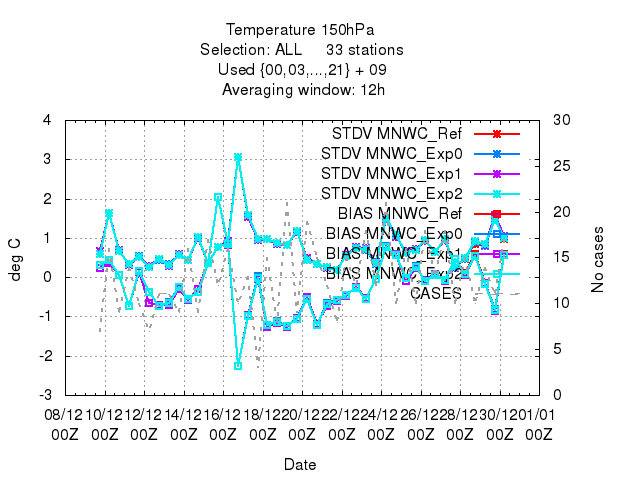 Temperature 150hPa
Selection: ALL 33 stations
Used {00,03,...,21} + 09
Averaging window: 12h
4
3
2
1
0
-1
-2
-3
deg C
30
25
20
15
10
5
0
No cases
STDV MNWC_Ref
STDV MNWC_Exp0
STDV MNWC_Exp1
STDV MNWC_Exp2
BIAS MNWC_Ref
BIAS MNWC_Exp0
BIAS MNWC_Exp1
BIAS MNWC_Exp2
CASES
08/12 10/12 12/12 14/12 16/12 18/12 20/12 22/12 24/12 26/12 28/12 30/12 01/01
00Z 00Z 00Z 00Z 00Z 00Z 00Z 00Z 00Z 00Z 00Z 00Z 00Z
Date